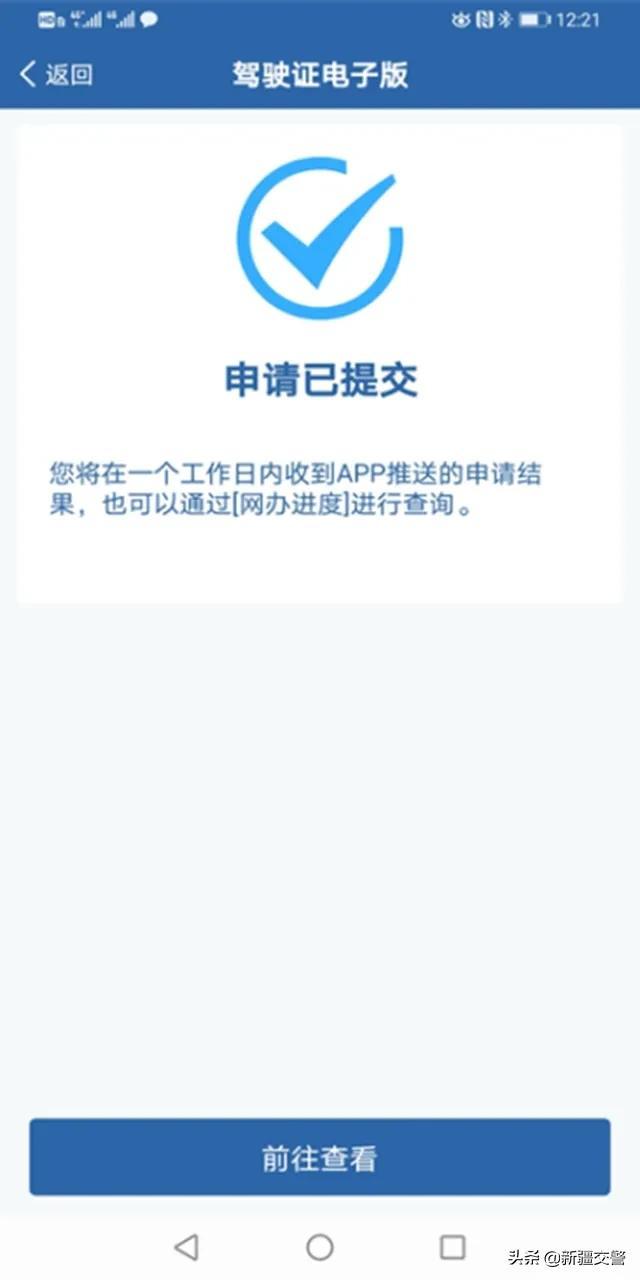 12:21
返回
驾驶证电子版
申请已提交
您将在一个工作日内收到APP推送的申请结
果，也可以通过[网办进度]进行查询。
前往查看
头条 @新疆交警